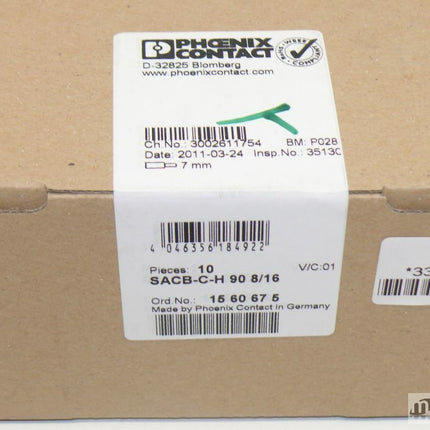 PHOENIX
CONTACT
D-32825 Blomberg
www.phoenixcontact.com
Ch.No.: 3002611754 BM: P028
Date: 2011-03-24 Insp.No.: 35130
7 mm
4 046356 184922
Pieces: 10 V/C:01
SACB-C-H 90 8/16
Ord.No.: 15 60 67 5
Made by Phoenix Contact in Germany
*33